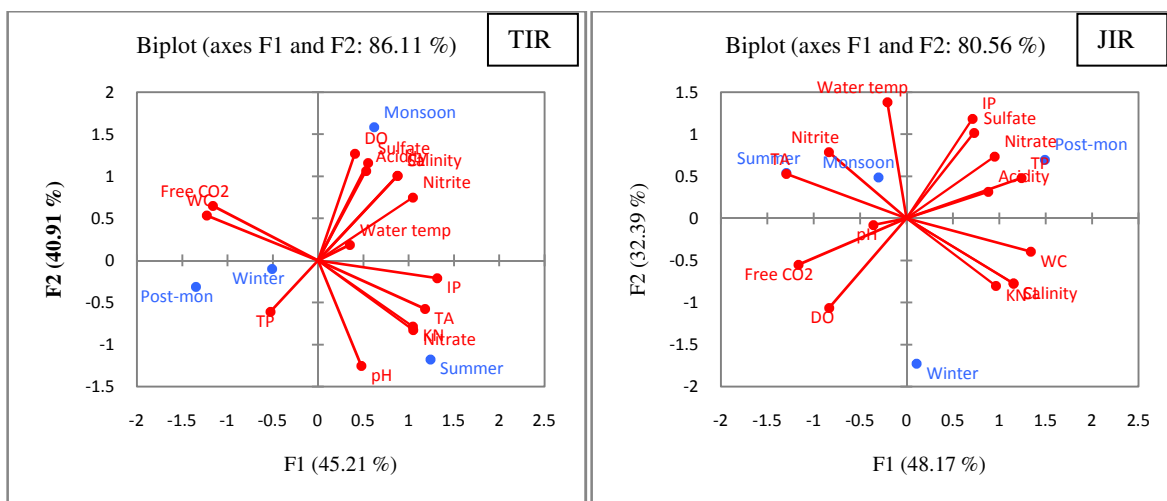 Biplot (axes F1 and F2: 86.11 %)
TIR
F2 (40.91 %)
2
1.5
1
0.5
0
-0.5
-1
-1.5
Monsoon
DO
Sulfate
Acidity
Salinity
Nitrite
Free CO2
WC
Water temp
Winter
Post-mon
IP
TP
TA
KN
Nitrate
Summer
pH
-2 -1.5 -1 -0.5 0 0.5 1 1.5 2 2.5
F1 (45.21 %)
Biplot (axes F1 and F2: 80.56 %)
JIR
F2 (32.39 %)
1.5
1
0.5
0
-0.5
-1
-1.5
-2
Water temp
IP
Sulfate
Nitrite
Nitrate
Post-mon
Summer
TA
Monsoon
TP
Acidity
pH
WC
Free CO2
Salinity
KN
DO
Winter
-2 -1.5 -1 -0.5 0 0.5 1 1.5 2 2.5
F1 (48.17 %)